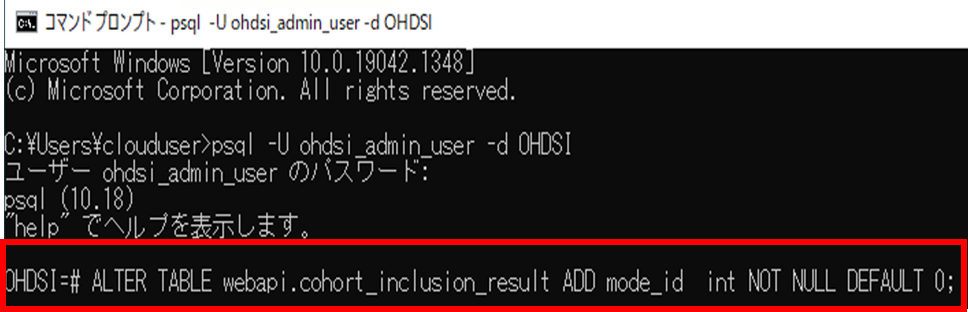 コマンド プロンプト - psql -U ohdsi_admin_user -d OHDSI
Microsoft Windows [Version 10.0.19042.1348]
(c) Microsoft Corporation. All rights reserved.
C:¥Users¥clouduser>psql -U ohdsi_admin_user -d OHDSI
ユーザー ohdsi_admin_user のパスワード:
psql (10.18)
"help" でヘルプを表示します。
OHDSI=# ALTER TABLE webapi.cohort_inclusion_result ADD mode_id  int NOT NULL DEFAULT 0;